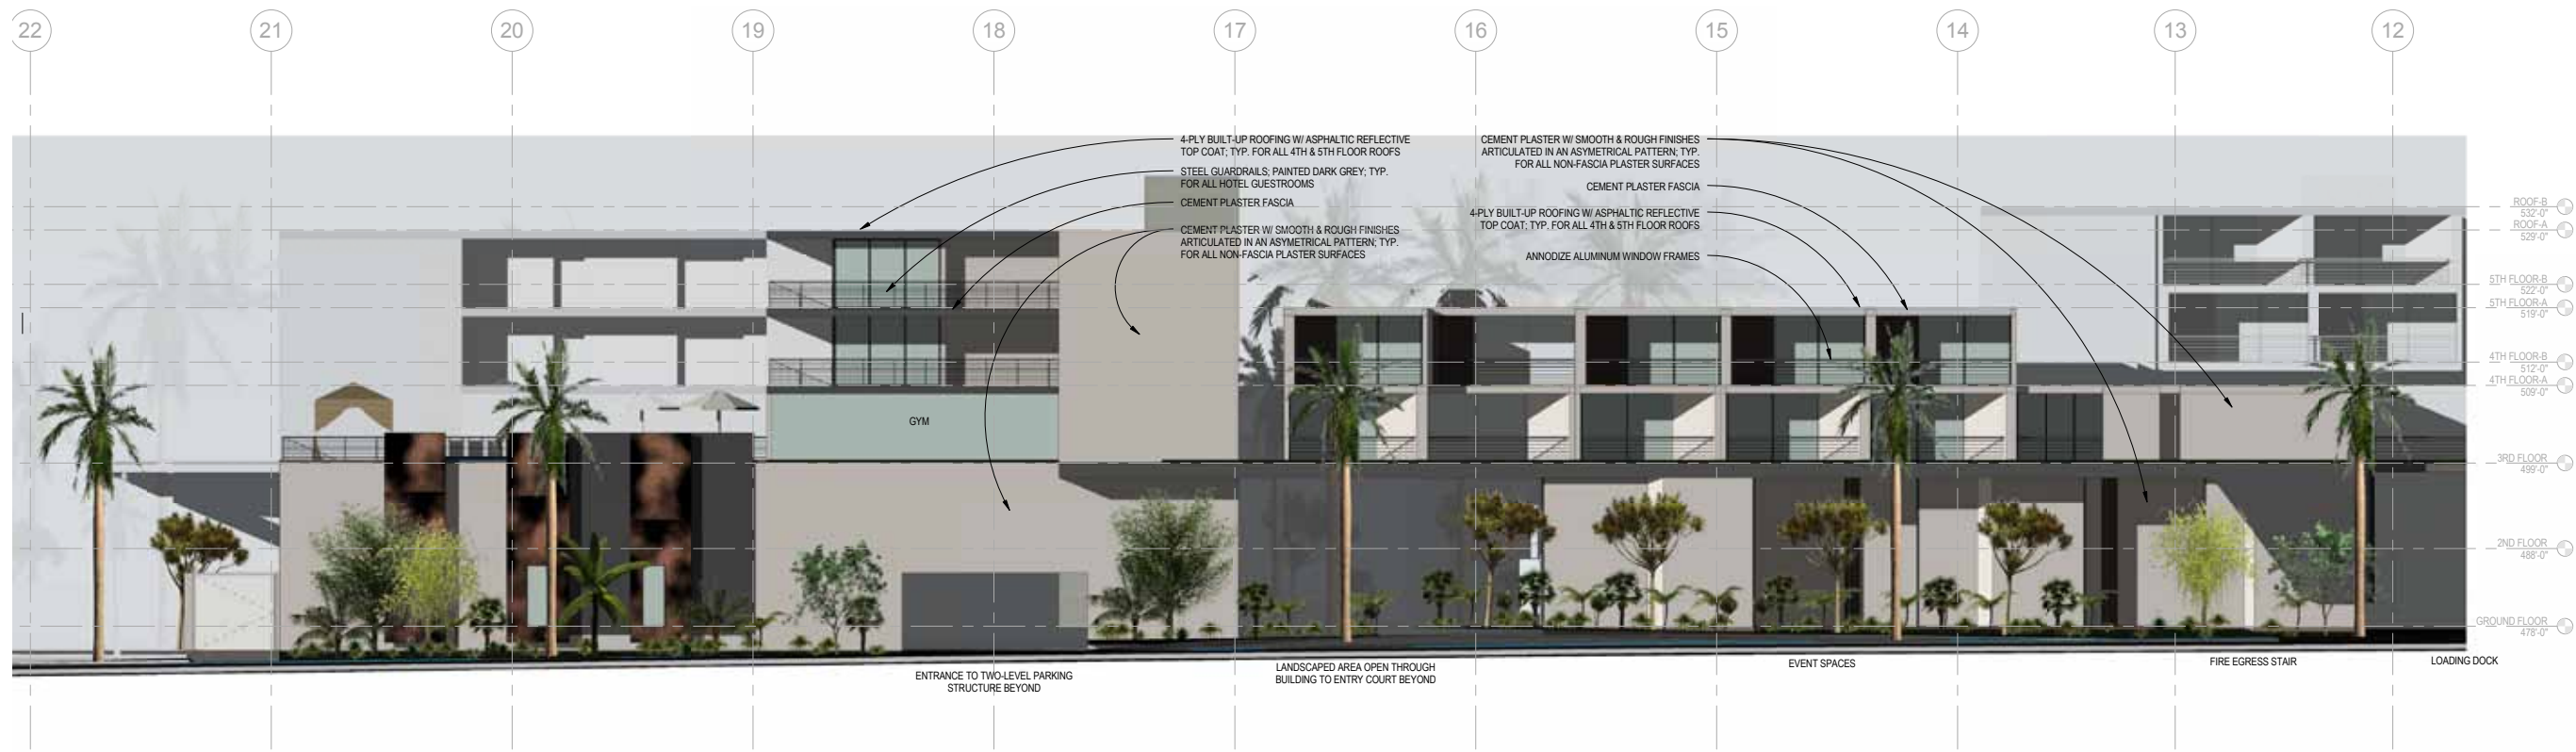 22
21
20
19
18
17
16
15
14
13
12
4-PLY BUILT-UP ROOFING W/ ASPHALTIC REFLECTIVE
TOP COAT; TYP. FOR ALL 4TH & 5TH FLOOR ROOFS
STEEL GUARDRAILS; PAINTED DARK GREY; TYP.
FOR ALL HOTEL GUESTROOMS
CEMENT PLASTER FASCIA
CEMENT PLASTER W/ SMOOTH & ROUGH FINISHES
ARTICULATED IN AN ASYMETRICAL PATTERN; TYP.
FOR ALL NON-FASCIA PLASTER SURFACES
CEMENT PLASTER W/ SMOOTH & ROUGH FINISHES
ARTICULATED IN AN ASYMETRICAL PATTERN; TYP.
FOR ALL NON-FASCIA PLASTER SURFACES
CEMENT PLASTER FASCIA
4-PLY BUILT-UP ROOFING W/ ASPHALTIC REFLECTIVE
TOP COAT; TYP. FOR ALL 4TH & 5TH FLOOR ROOFS
ANNODIZE ALUMINUM WINDOW FRAMES
ROOF-B
532'-0"
ROOF-A
529'-0"
5TH FLOOR-B
522'-0"
5TH FLOOR-A
519'-0"
4TH FLOOR-B
512'-0"
4TH FLOOR-A
509'-0"
3RD FLOOR
499'-0"
2ND FLOOR
488'-0"
GROUND FLOOR
478'-0"
GYM
ENTRANCE TO TWO-LEVEL PARKING
STRUCTURE BEYOND
LANDSCAPED AREA OPEN THROUGH
BUILDING TO ENTRY COURT BEYOND
EVENT SPACES
FIRE EGRESS STAIR
LOADING DOCK